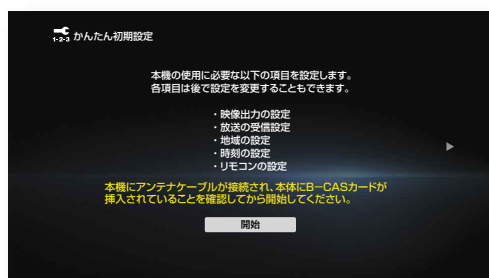 1-2-3 かんたん初期設定
本機の使用に必要な以下の項目を設定します。
各項目は後で設定を変更することもできます。
・映像出力の設定
・放送の受信設定
・地域の設定
・時刻の設定
・リモコンの設定
本機にアンテナケーブルが接続され、本体にB－CASカードが
挿入されていることを確認してから開始してください。
開始